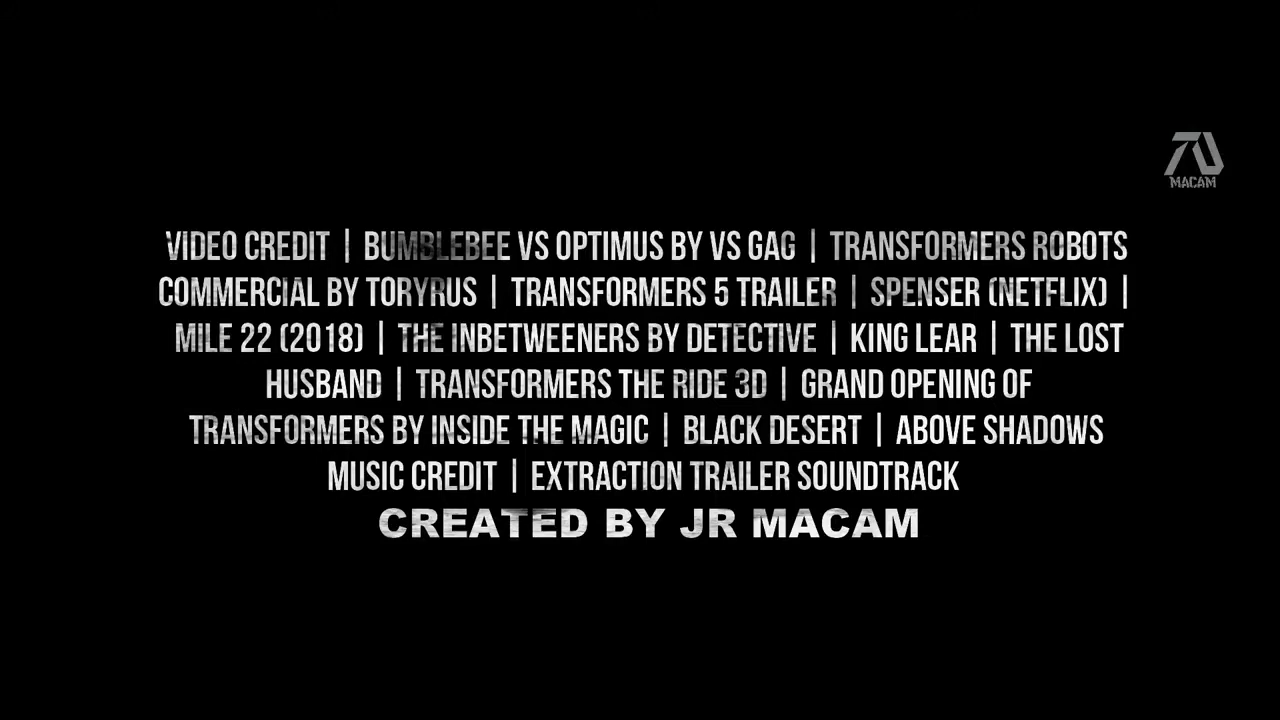 MACAM
VIDEO CREDIT | BUMBLEBEE VS OPTIMUS BY VS GAG | TRANSFORMERS ROBOTS
COMMERCIAL BY TORYRUS | TRANSFORMERS 5 TRAILER | SPENSER (NETFLIX) |
MILE 22 (2018) | THE INBETWEENERS BY DETECTIVE | KING LEAR | THE LOST
HUSBAND | TRANSFORMERS THE RIDE 3D | GRAND OPENING OF
TRANSFORMERS BY INSIDE THE MAGIC | BLACK DESERT | ABOVE SHADOWS
MUSIC CREDIT | EXTRACTION TRAILER SOUNDTRACK
CREATED BY JR MACAM